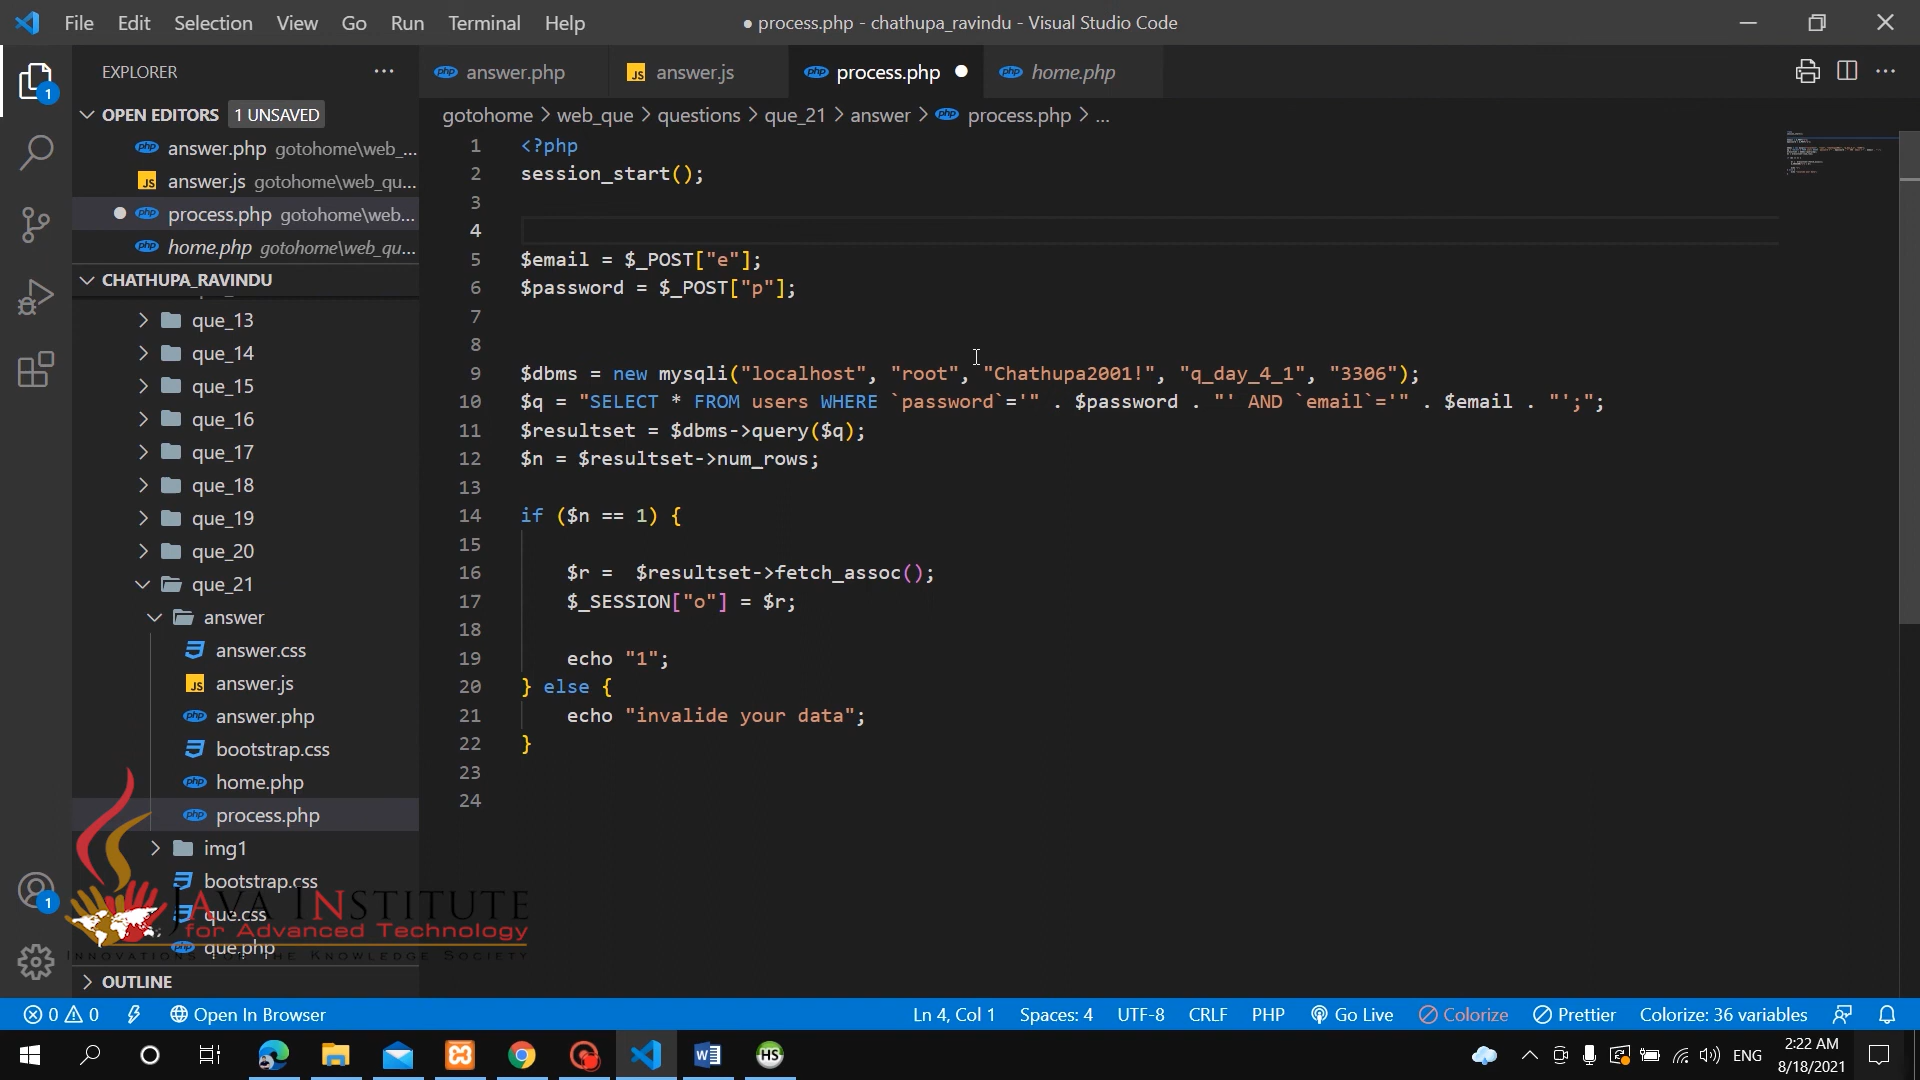 File Edit Selection View Go Run Terminal Help
● process.php - chathupa_ravindu - Visual Studio Code
EXPLORER
OPEN EDITORS 1 UNSAVED
answer.php gotohome\web_...
answer.js gotohome\web_qu...
process.php gotohome\web...
home.php gotohome\web_qu...
CHATHUPA_RAVINDU
que_13
que_14
que_15
que_16
que_17
que_18
que_19
que_20
que_21
answer
answer.css
answer.js
answer.php
bootstrap.css
home.php
process.php
img1
bootstrap.css
que.css
que.php
OUTLINE
JAVA INSTITUTE
for Advanced Technology
INNOVATIONS FOR THE KNOWLEDGE SOCIETY
answer.php answer.js process.php home.php
gotohome > web_que > questions > que_21 > answer > process.php > ...
1 <?php
2 session_start();
3
4
5 $email = $_POST["e"];
6 $password = $_POST["p"];
7
8
9 $dbms = new mysqli("localhost", "root", "Chathupa2001!", "q_day_4_1", "3306");
10 $q = "SELECT * FROM users WHERE `password`='" . $password . "' AND `email`='" . $email . "';";
11 $resultset = $dbms->query($q);
12 $n = $resultset->num_rows;
13
14 if ($n == 1) {
15
16 $r =  $resultset->fetch_assoc();
17 $_SESSION["o"] = $r;
18
19 echo "1";
20 } else {
21 echo "invalide your data";
22 }
23
24
0 0 Open In Browser Ln 4, Col 1 Spaces: 4 UTF-8 CRLF PHP Go Live Colorize Prettier Colorize: 36 variables
ENG 2:22 AM
8/18/2021